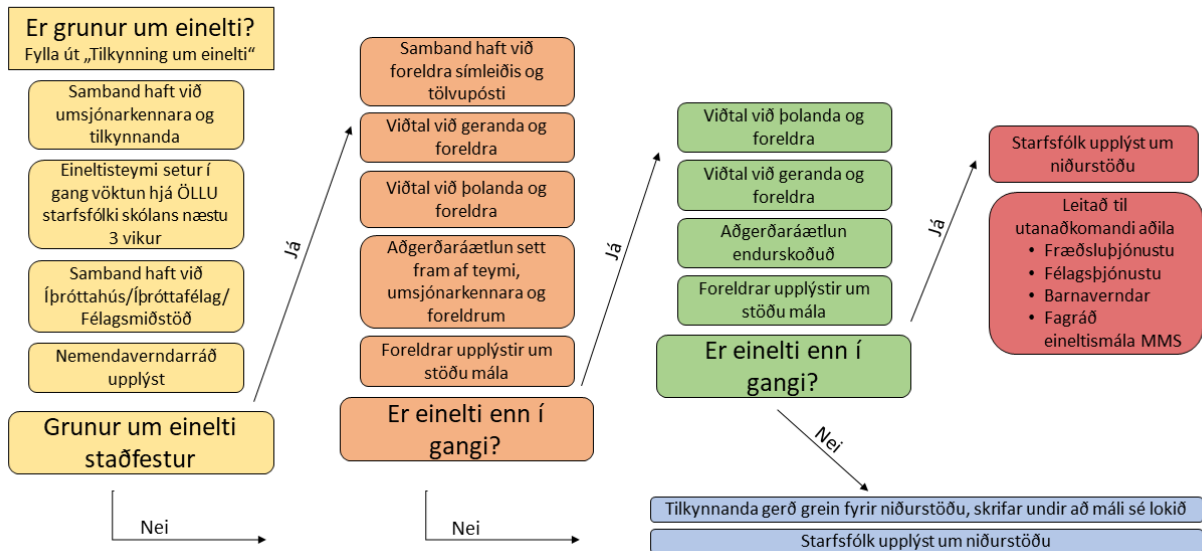 Er grunur um einelti?
Fylla út „Tilkynning um einelti“
Samband haft við
umsjónarkennara og
tilkynnanda
Eineltisteymi setur í
gang vöktun hjá ÖLLU
starfsfólki skólans næstu
3 vikur
Samband haft við
Íþróttahús/Íþróttafélag/
Félagsmiðstöð
Nemendaverndarráð
upplýst
Grunur um einelti
staðfestur
Nei
Já
Samband haft við
foreldra símleiðis og
tölvupósti
Viðtal við geranda og
foreldra
Viðtal við þolanda og
foreldra
Aðgerðaráætlun sett
fram af teymi,
umsjónarkennara og
foreldrum
Foreldrar upplýstir um
stöðu mála
Er einelti enn í
gangi?
Nei
Já
Viðtal við þolanda og
foreldra
Viðtal við geranda og
foreldra
Aðgerðaráætlun
endurskoðuð
Foreldrar upplýstir um
stöðu mála
Er einelti enn í
gangi?
Já
Nei
Starfsfólk upplýst um
niðurstöðu
Leitað til
utanaðkomandi aðila
• Fræðsluþjónustu
• Félagsþjónustu
• Barnaverndar
• Fagráð
eineltismála MMS
Tilkynnanda gerð grein fyrir niðurstöðu, skrifar undir að máli sé lokið
Starfsfólk upplýst um niðurstöðu